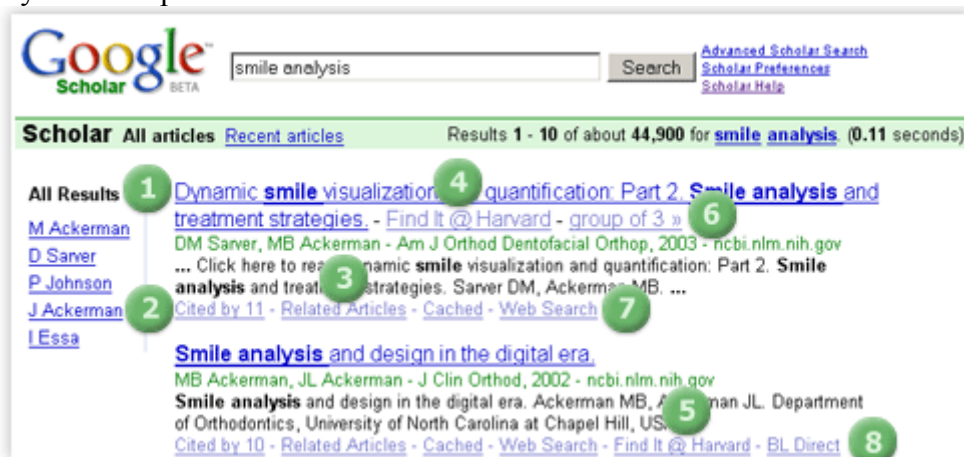 Google
Scholar BETA
smile analysis
Search
Advanced Scholar Search
Scholar Preferences
Scholar Help
Scholar All articles Recent articles Results 1 - 10 of about 44,900 for smile analysis. (0.11 seconds)
All Results
M Ackerman
D Sarver
P Johnson
J Ackerman
I Essa
1
Dynamic smile visualization 4 quantification: Part 2. Smile analysis and
treatment strategies. - Find It @ Harvard - group of 3 » 6
DM Sarver, MB Ackerman - Am J Orthod Dentofacial Orthop, 2003 - ncbi.nlm.nih.gov
... Click here to 3 smile visualization and quantification: Part 2. Smile
analysis and strategies. Sarver DM, Ackerman MB. ...
2 Cited by 11 - Related Articles - Cached - Web Search 7
Smile analysis and design in the digital era.
MB Ackerman, JL Ackerman - J Clin Orthod, 2002 - ncbi.nlm.nih.gov
Smile analysis and design in the digital era. Ackerman MB, JL. Department
of Orthodontics, University of North Carolina at Chapel Hill, 5
Cited by 10 - Related Articles - Cached - Web Search - Find It @ Harvard - BL Direct 8